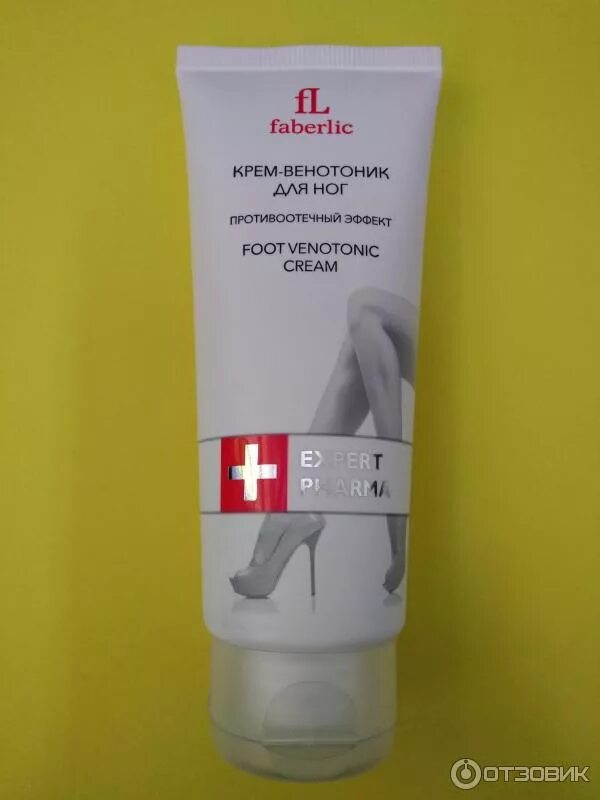 fL
faberlic
КРЕМ-ВЕНОТОНИК
ДЛЯ НОГ
ПРОТИВООТЕЧНЫЙ ЭФФЕКТ
FOOT VENOTONIC
CREAM
EXPERT
PHARMA
ОТЗОВИК